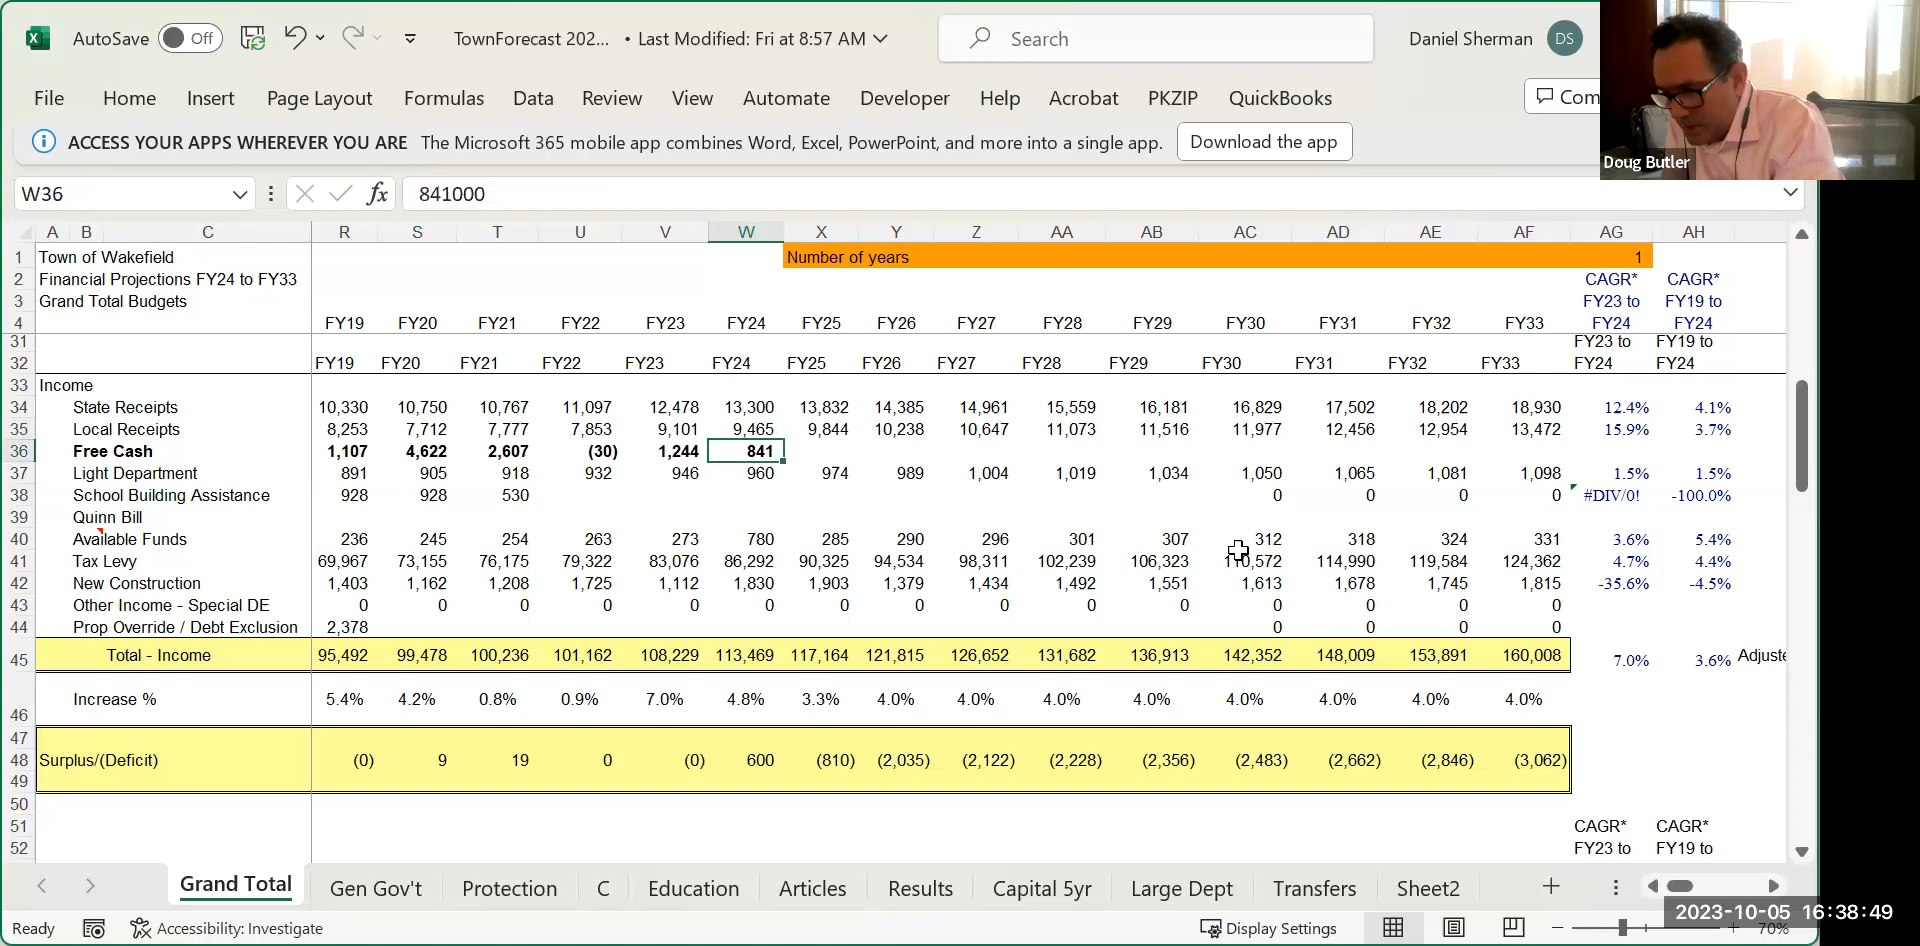 AutoSave Off TownForecast 202... • Last Modified: Fri at 8:57 AM Search Daniel Sherman DS
File Home Insert Page Layout Formulas Data Review View Automate Developer Help Acrobat PKZIP QuickBooks Com
ACCESS YOUR APPS WHEREVER YOU ARE The Microsoft 365 mobile app combines Word, Excel, PowerPoint, and more into a single app. Download the app
Doug Butler
W36 fx 841000
A B C R S T U V W X Y Z AA AB AC AD AE AF AG AH
1 Town of Wakefield Number of years 1
2 Financial Projections FY24 to FY33 CAGR* CAGR*
3 Grand Total Budgets FY23 to FY19 to
4 FY19 FY20 FY21 FY22 FY23 FY24 FY25 FY26 FY27 FY28 FY29 FY30 FY31 FY32 FY33 FY24 FY24
31 FY23 to FY19 to
32 FY19 FY20 FY21 FY22 FY23 FY24 FY25 FY26 FY27 FY28 FY29 FY30 FY31 FY32 FY33 FY24 FY24
33 Income
34 State Receipts 10,330 10,750 10,767 11,097 12,478 13,300 13,832 14,385 14,961 15,559 16,181 16,829 17,502 18,202 18,930 12.4% 4.1%
35 Local Receipts 8,253 7,712 7,777 7,853 9,101 9,465 9,844 10,238 10,647 11,073 11,516 11,977 12,456 12,954 13,472 15.9% 3.7%
36 Free Cash 1,107 4,622 2,607 (30) 1,244 841
37 Light Department 891 905 918 932 946 960 974 989 1,004 1,019 1,034 1,050 1,065 1,081 1,098 1.5% 1.5%
38 School Building Assistance 928 928 530 0 0 0 0 #DIV/0! -100.0%
39 Quinn Bill
40 Available Funds 236 245 254 263 273 780 285 290 296 301 307 312 318 324 331 3.6% 5.4%
41 Tax Levy 69,967 73,155 76,175 79,322 83,076 86,292 90,325 94,534 98,311 102,239 106,323 110,572 114,990 119,584 124,362 4.7% 4.4%
42 New Construction 1,403 1,162 1,208 1,725 1,112 1,830 1,903 1,379 1,434 1,492 1,551 1,613 1,678 1,745 1,815 -35.6% -4.5%
43 Other Income - Special DE 0 0 0 0 0 0 0 0 0 0 0 0 0 0 0
44 Prop Override / Debt Exclusion 2,378 0 0 0 0
45 Total - Income 95,492 99,478 100,236 101,162 108,229 113,469 117,164 121,815 126,652 131,682 136,913 142,352 148,009 153,891 160,008 7.0% 3.6% Adjuste
46 Increase % 5.4% 4.2% 0.8% 0.9% 7.0% 4.8% 3.3% 4.0% 4.0% 4.0% 4.0% 4.0% 4.0% 4.0% 4.0%
47
48 Surplus/(Deficit) (0) 9 19 0 (0) 600 (810) (2,035) (2,122) (2,228) (2,356) (2,483) (2,662) (2,846) (3,062)
49
50
51 CAGR* CAGR*
52 FY23 to FY19 to
Grand Total Gen Gov't Protection C Education Articles Results Capital 5yr Large Dept Transfers Sheet2
2023-10-05 16:38:49
Ready Accessibility: Investigate Display Settings 70%